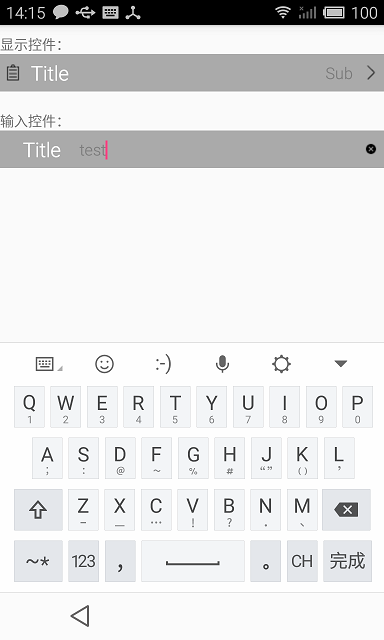 14:15 100
显示控件：
Title Sub
输入控件：
Title test
:-)
Q W E R T Y U I O P
1 2 3 4 5 6 7 8 9 0
A S D F G H J K L
; : @ ~ % # “” () ’
Z X C V B N M
– — … ! ? . 、
~* 123 , 。 CH 完成